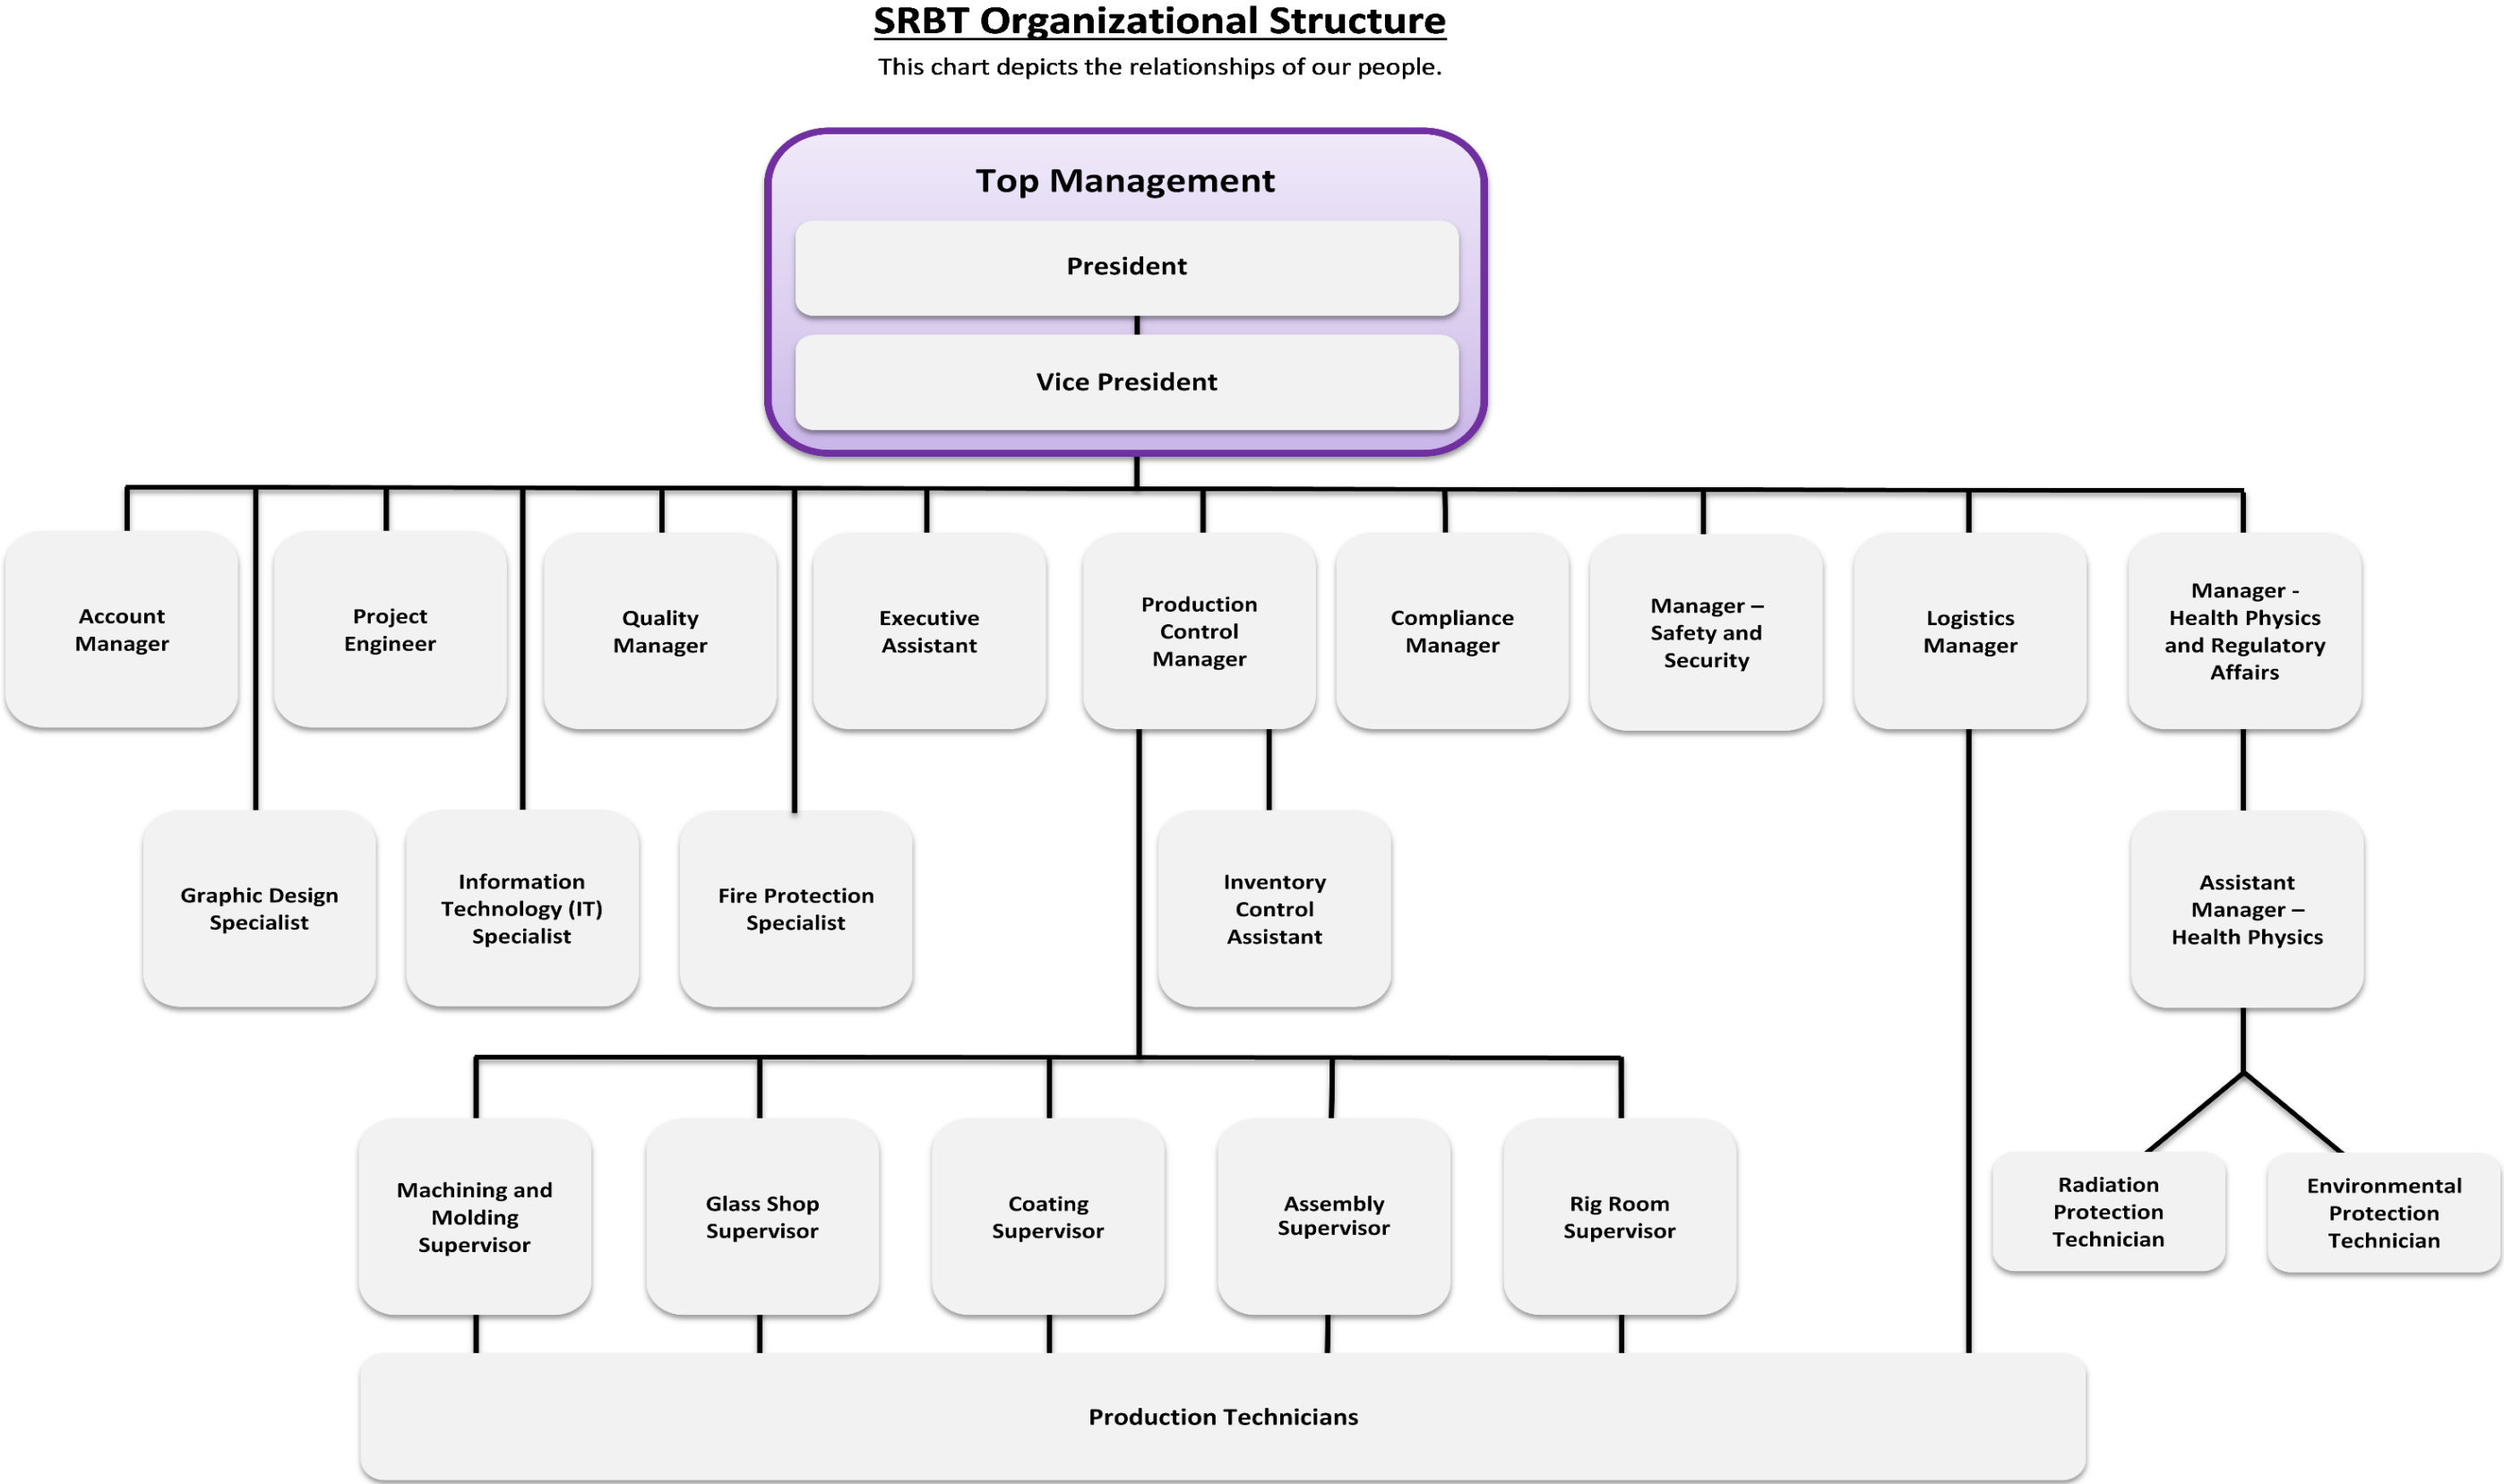 SRBT Organizational Structure
This chart depicts the relationships of our people.
Top Management
President
Vice President
Account
Manager
Project
Engineer
Quality
Manager
Executive
Assistant
Production
Control
Manager
Compliance
Manager
Manager –
Safety and
Security
Logistics
Manager
Manager -
Health Physics
and Regulatory
Affairs
Graphic Design
Specialist
Information
Technology (IT)
Specialist
Fire Protection
Specialist
Inventory
Control
Assistant
Assistant
Manager –
Health Physics
Machining and
Molding
Supervisor
Glass Shop
Supervisor
Coating
Supervisor
Assembly
Supervisor
Rig Room
Supervisor
Radiation
Protection
Technician
Environmental
Protection
Technician
Production Technicians